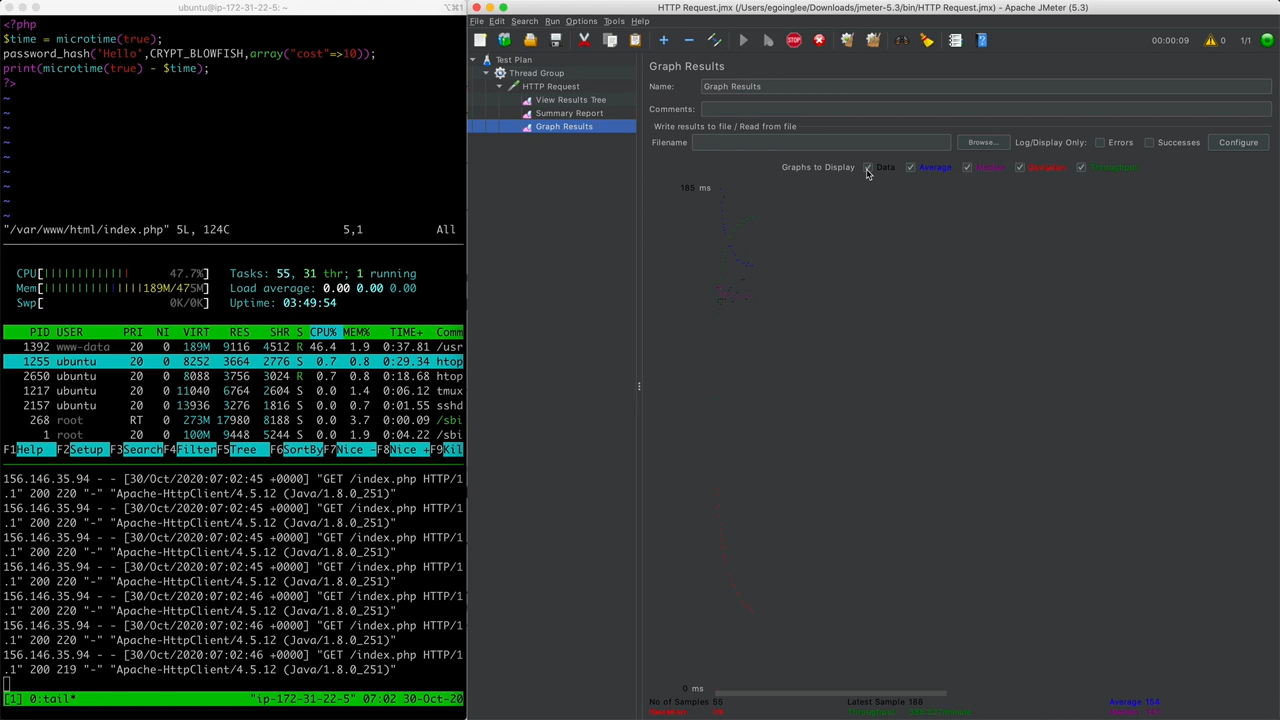 ubuntu@ip-172-31-22-5: ~
⌥⌘1
<?php
$time = microtime(true);
password_hash('Hello',CRYPT_BLOWFISH,array("cost"=>10));
print(microtime(true) - $time);
?>
~
~
~
~
~
~
~
~
~
"/var/www/html/index.php" 5L, 124C 5,1 All
CPU[||||||||||||| 47.7%] Tasks: 55, 31 thr; 1 running
Mem[||||||||||||||||189M/475M] Load average: 0.00 0.00 0.00
Swp[ 0K/0K] Uptime: 03:49:54
PID USER PRI NI VIRT RES SHR S CPU% MEM% TIME+ Comm
1392 www-data 20 0 189M 9116 4512 R 46.4 1.9 0:37.81 /usr
1255 ubuntu 20 0 8252 3664 2776 S 0.7 0.8 0:29.34 htop
2650 ubuntu 20 0 8088 3756 3024 R 0.7 0.8 0:18.68 htop
1217 ubuntu 20 0 11040 6764 2604 S 0.0 1.4 0:06.12 tmux
2157 ubuntu 20 0 13936 3276 1816 S 0.0 0.7 0:01.55 sshd
268 root RT 0 273M 17980 8188 S 0.0 3.7 0:00.09 /sbi
1 root 20 0 100M 9448 5244 S 0.0 1.9 0:04.22 /sbi
F1Help F2Setup F3Search F4Filter F5Tree F6SortBy F7Nice - F8Nice + F9Kil
156.146.35.94 - - [30/Oct/2020:07:02:45 +0000] "GET /index.php HTTP/1
.1" 200 220 "-" "Apache-HttpClient/4.5.12 (Java/1.8.0_251)"
156.146.35.94 - - [30/Oct/2020:07:02:45 +0000] "GET /index.php HTTP/1
.1" 200 220 "-" "Apache-HttpClient/4.5.12 (Java/1.8.0_251)"
156.146.35.94 - - [30/Oct/2020:07:02:45 +0000] "GET /index.php HTTP/1
.1" 200 220 "-" "Apache-HttpClient/4.5.12 (Java/1.8.0_251)"
156.146.35.94 - - [30/Oct/2020:07:02:45 +0000] "GET /index.php HTTP/1
.1" 200 220 "-" "Apache-HttpClient/4.5.12 (Java/1.8.0_251)"
156.146.35.94 - - [30/Oct/2020:07:02:46 +0000] "GET /index.php HTTP/1
.1" 200 220 "-" "Apache-HttpClient/4.5.12 (Java/1.8.0_251)"
156.146.35.94 - - [30/Oct/2020:07:02:46 +0000] "GET /index.php HTTP/1
.1" 200 220 "-" "Apache-HttpClient/4.5.12 (Java/1.8.0_251)"
156.146.35.94 - - [30/Oct/2020:07:02:46 +0000] "GET /index.php HTTP/1
.1" 200 219 "-" "Apache-HttpClient/4.5.12 (Java/1.8.0_251)"
[1] 0:tail* "ip-172-31-22-5" 07:02 30-Oct-20
HTTP Request.jmx (/Users/egoinglee/Downloads/jmeter-5.3/bin/HTTP Request.jmx) - Apache JMeter (5.3)
File Edit Search Run Options Tools Help
00:00:09 0 1/1
Test Plan
Thread Group
HTTP Request
View Results Tree
Summary Report
Graph Results
Graph Results
Name: Graph Results
Comments:
Write results to file / Read from file
Filename Browse... Log/Display Only: Errors Successes Configure
Graphs to Display Data Average
185 ms
0 ms
No of Samples 55 Latest Sample 188 Average 154